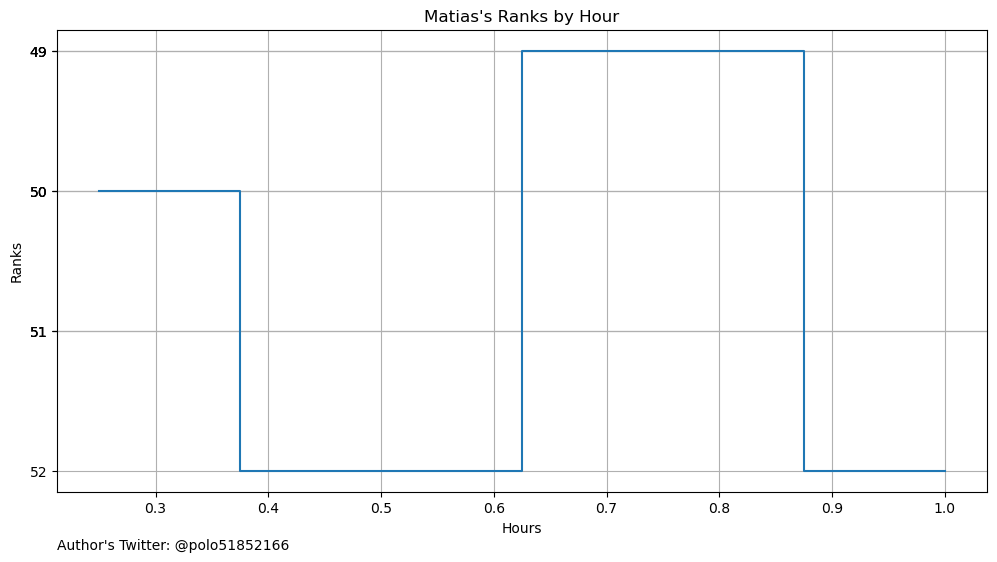 Matias's Ranks by Hour
49
50
51
52
Ranks
0.3 0.4 0.5 0.6 0.7 0.8 0.9 1.0
Hours
Author's Twitter: @polo51852166